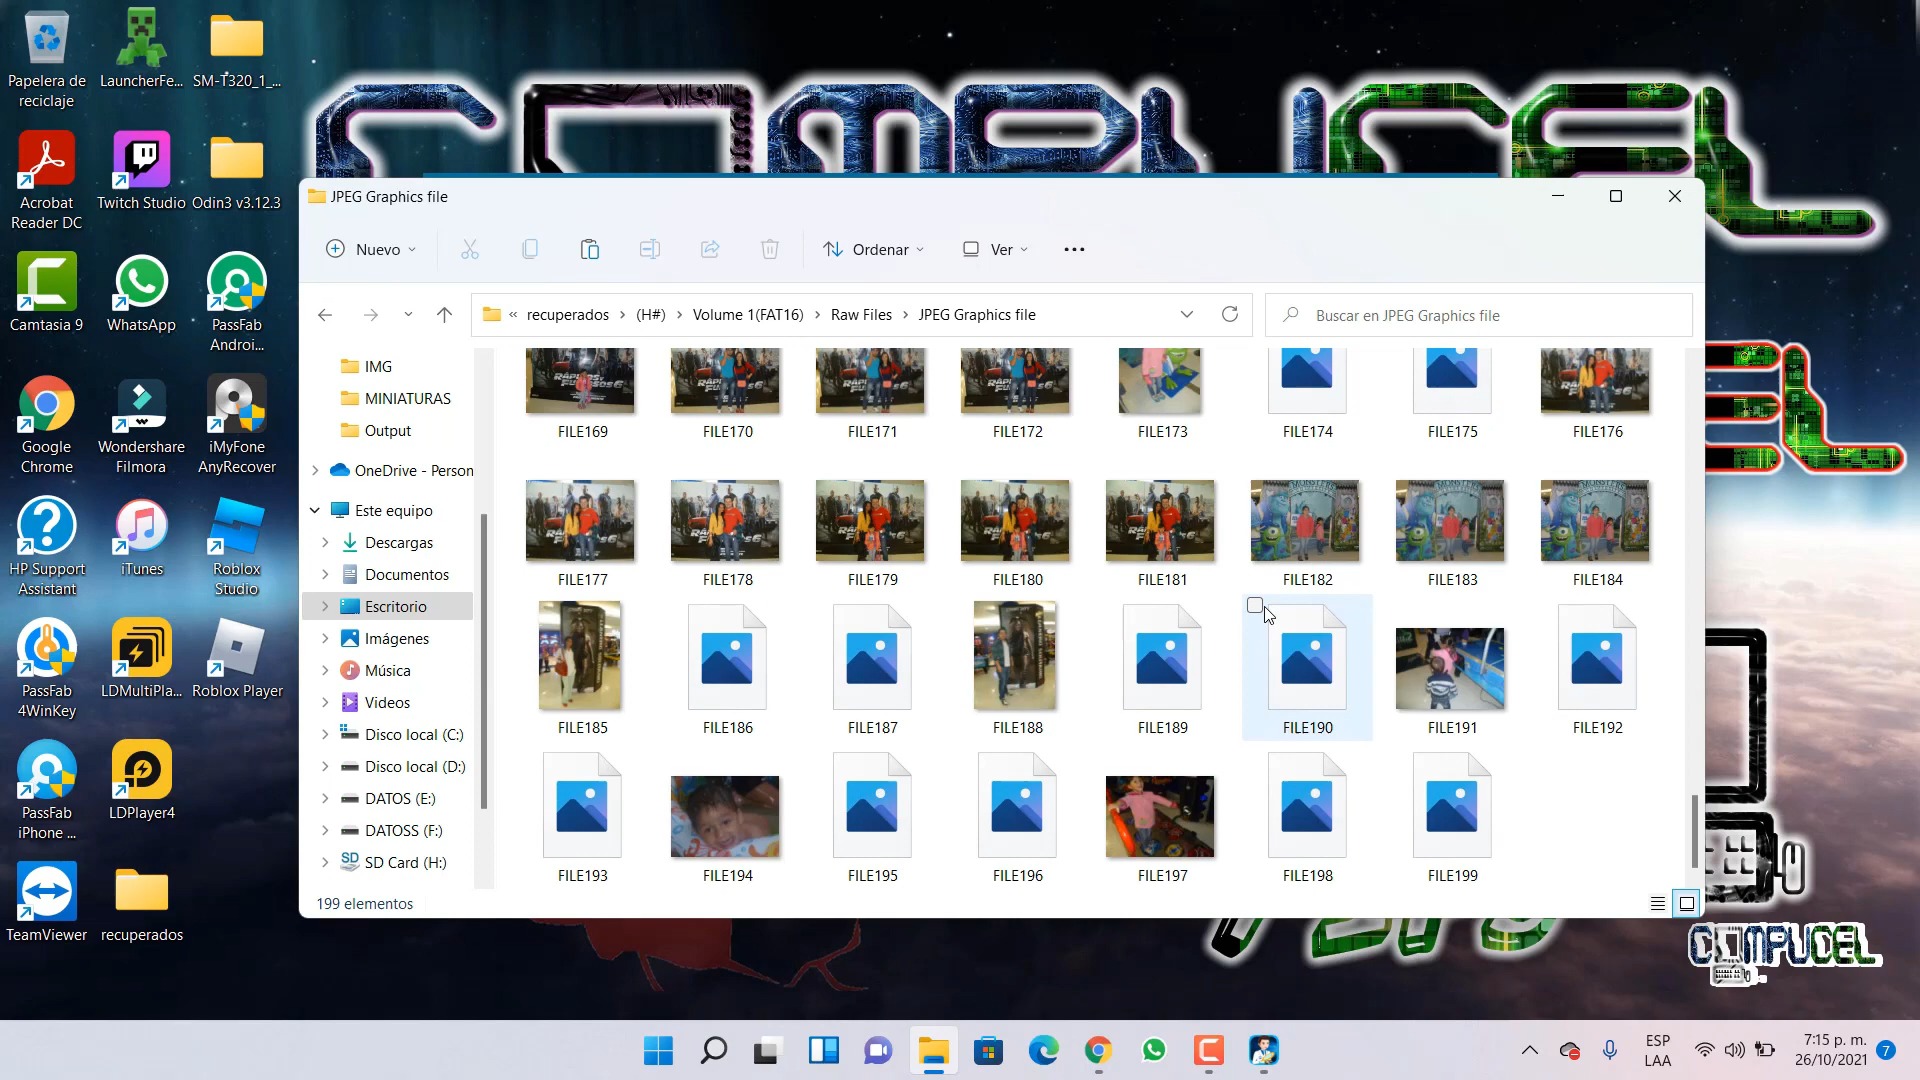 Papelera de reciclaje
LauncherFe...
SM-T320_1_...
Acrobat Reader DC
Twitch Studio
Odin3 v3.12.3
Camtasia 9
WhatsApp
PassFab Androi...
Google Chrome
Wondershare Filmora
iMyFone AnyRecover
HP Support Assistant
iTunes
Roblox Studio
PassFab 4WinKey
LDMultiPla...
Roblox Player
PassFab iPhone ...
LDPlayer4
TeamViewer
recuperados
COMPUCEL
JPEG Graphics file
Nuevo
Ordenar
Ver
« recuperados > (H#) > Volume 1(FAT16) > Raw Files > JPEG Graphics file
Buscar en JPEG Graphics file
IMG
MINIATURAS
Output
OneDrive - Person
Este equipo
Descargas
Documentos
Escritorio
Imágenes
Música
Videos
Disco local (C:)
Disco local (D:)
DATOS (E:)
DATOSS (F:)
SD Card (H:)
FILE169 FILE170 FILE171 FILE172 FILE173 FILE174 FILE175 FILE176
FILE177 FILE178 FILE179 FILE180 FILE181 FILE182 FILE183 FILE184
FILE185 FILE186 FILE187 FILE188 FILE189 FILE190 FILE191 FILE192
FILE193 FILE194 FILE195 FILE196 FILE197 FILE198 FILE199
199 elementos
COMPUCEL
ESP
LAA
7:15 p. m.
26/10/2021
7